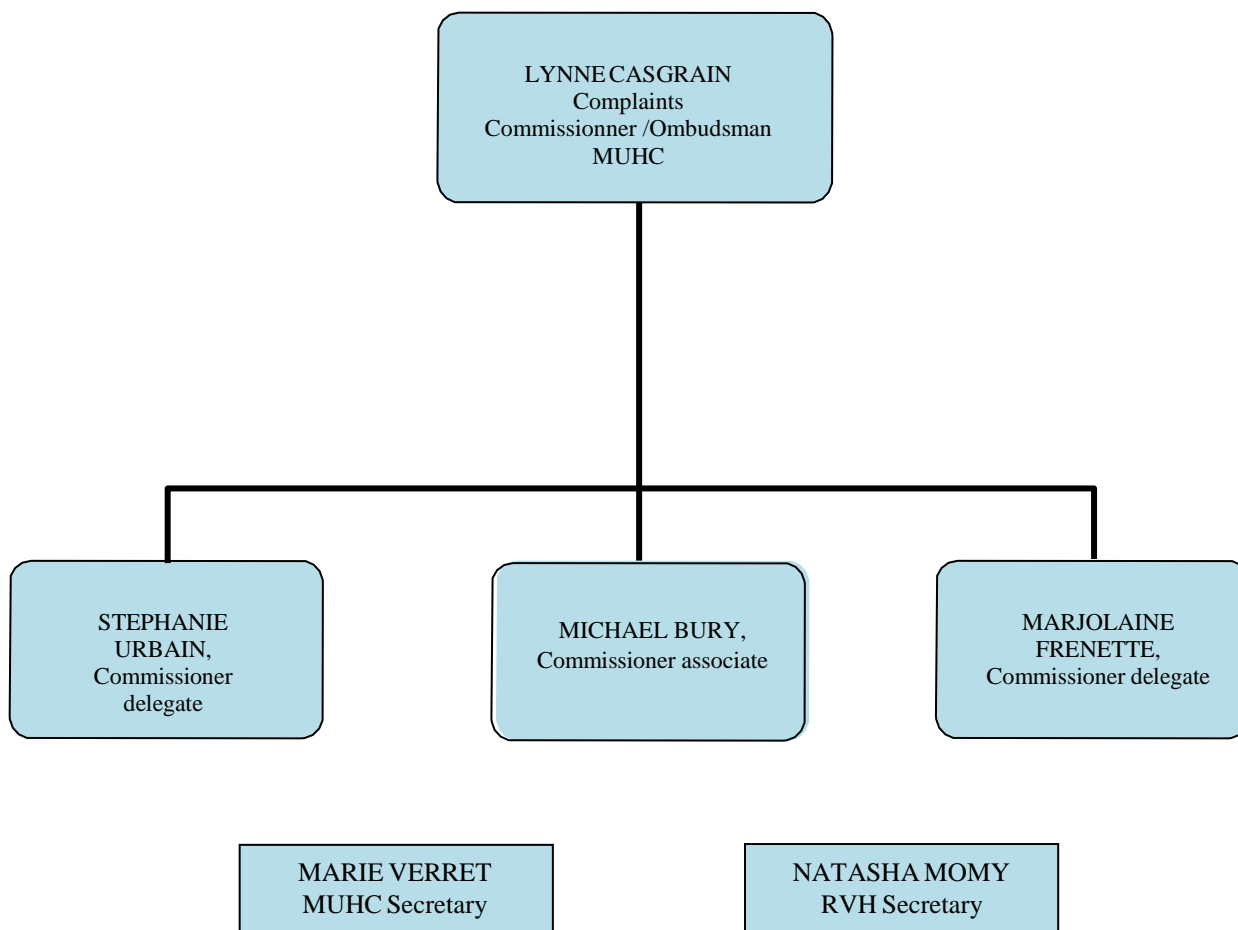 LYNNE CASGRAIN
Complaints
Commissionner /Ombudsman
MUHC
STEPHANIE
URBAIN,
Commissioner
delegate
MICHAEL BURY,
Commissioner associate
MARJOLAINE
FRENETTE,
Commissioner delegate
MARIE VERRET
MUHC Secretary
NATASHA MOMY
RVH Secretary